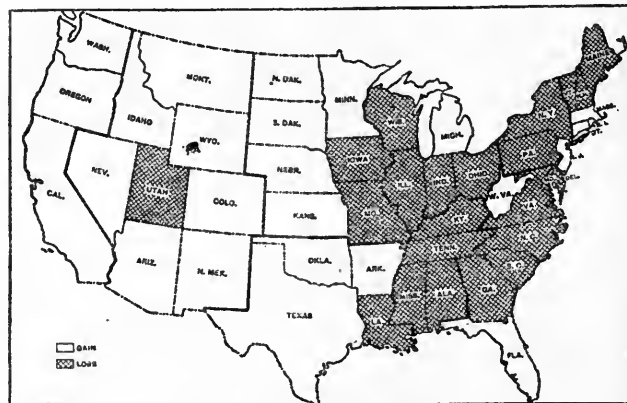 WASH.
MONT.
N. DAK.
MINN.
OREGON
IDAHO
WYO.
S. DAK.
WIS.
MICH.
N.Y.
MAINE
MASS.
NEV.
UTAH
COLO.
NEBR.
IOWA
ILL.
IND.
OHIO
PA.
CAL.
KANS.
MO.
KY.
W. VA.
VA.
ARIZ.
N. MEX.
OKLA.
ARK.
TENN.
N.C.
S.C.
TEXAS
LA.
MISS.
ALA.
GA.
FLA.
GAIN
LOSS